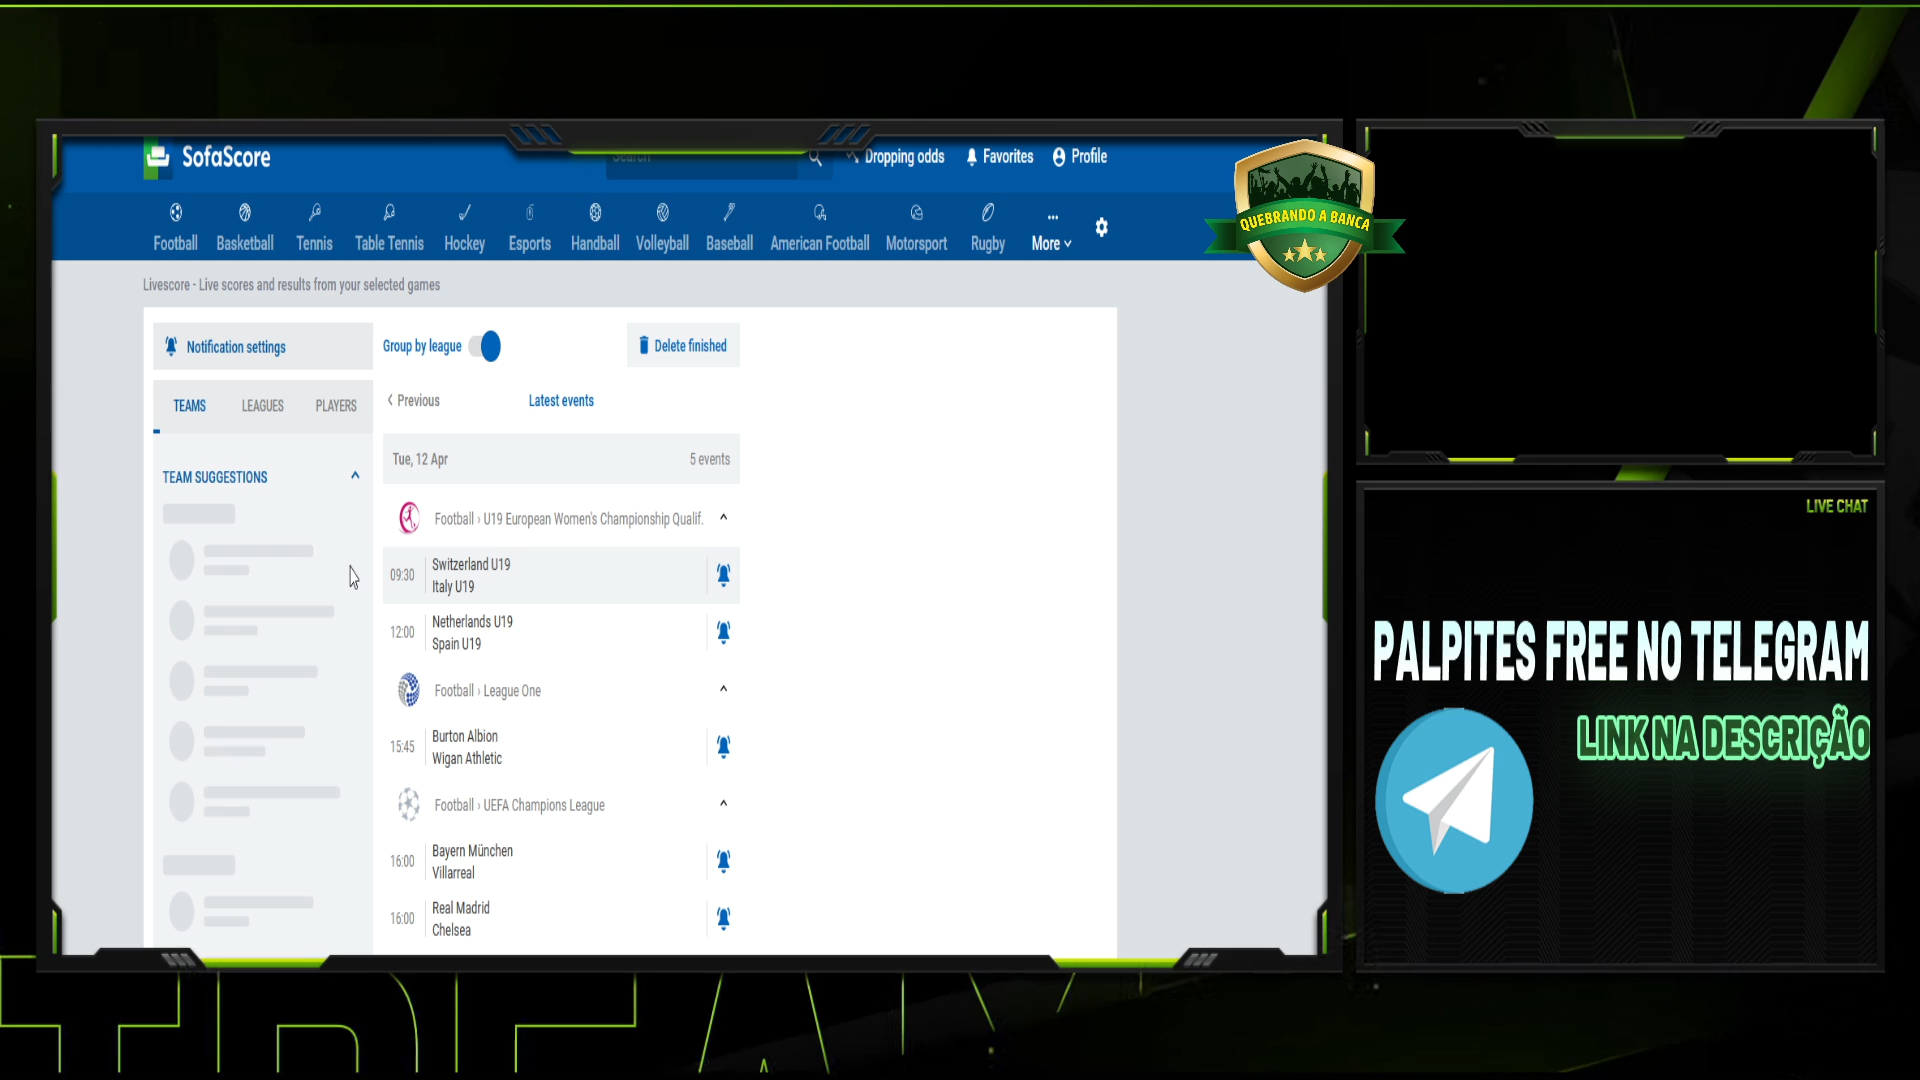 SofaScore
Search
Dropping odds
Favorites
Profile
Football
Basketball
Tennis
Table Tennis
Hockey
Esports
Handball
Volleyball
Baseball
American Football
Motorsport
Rugby
More
QUEBRANDO A BANCA
Livescore - Live scores and results from your selected games
Notification settings
Group by league
Delete finished
TEAMS
LEAGUES
PLAYERS
Previous
Latest events
Tue, 12 Apr
5 events
TEAM SUGGESTIONS
Football › U19 European Women's Championship Qualif.
09:30
Switzerland U19
Italy U19
12:00
Netherlands U19
Spain U19
Football › League One
15:45
Burton Albion
Wigan Athletic
Football › UEFA Champions League
16:00
Bayern München
Villarreal
16:00
Real Madrid
Chelsea
LIVE CHAT
PALPITES FREE NO TELEGRAM
LINK NA DESCRIÇÃO